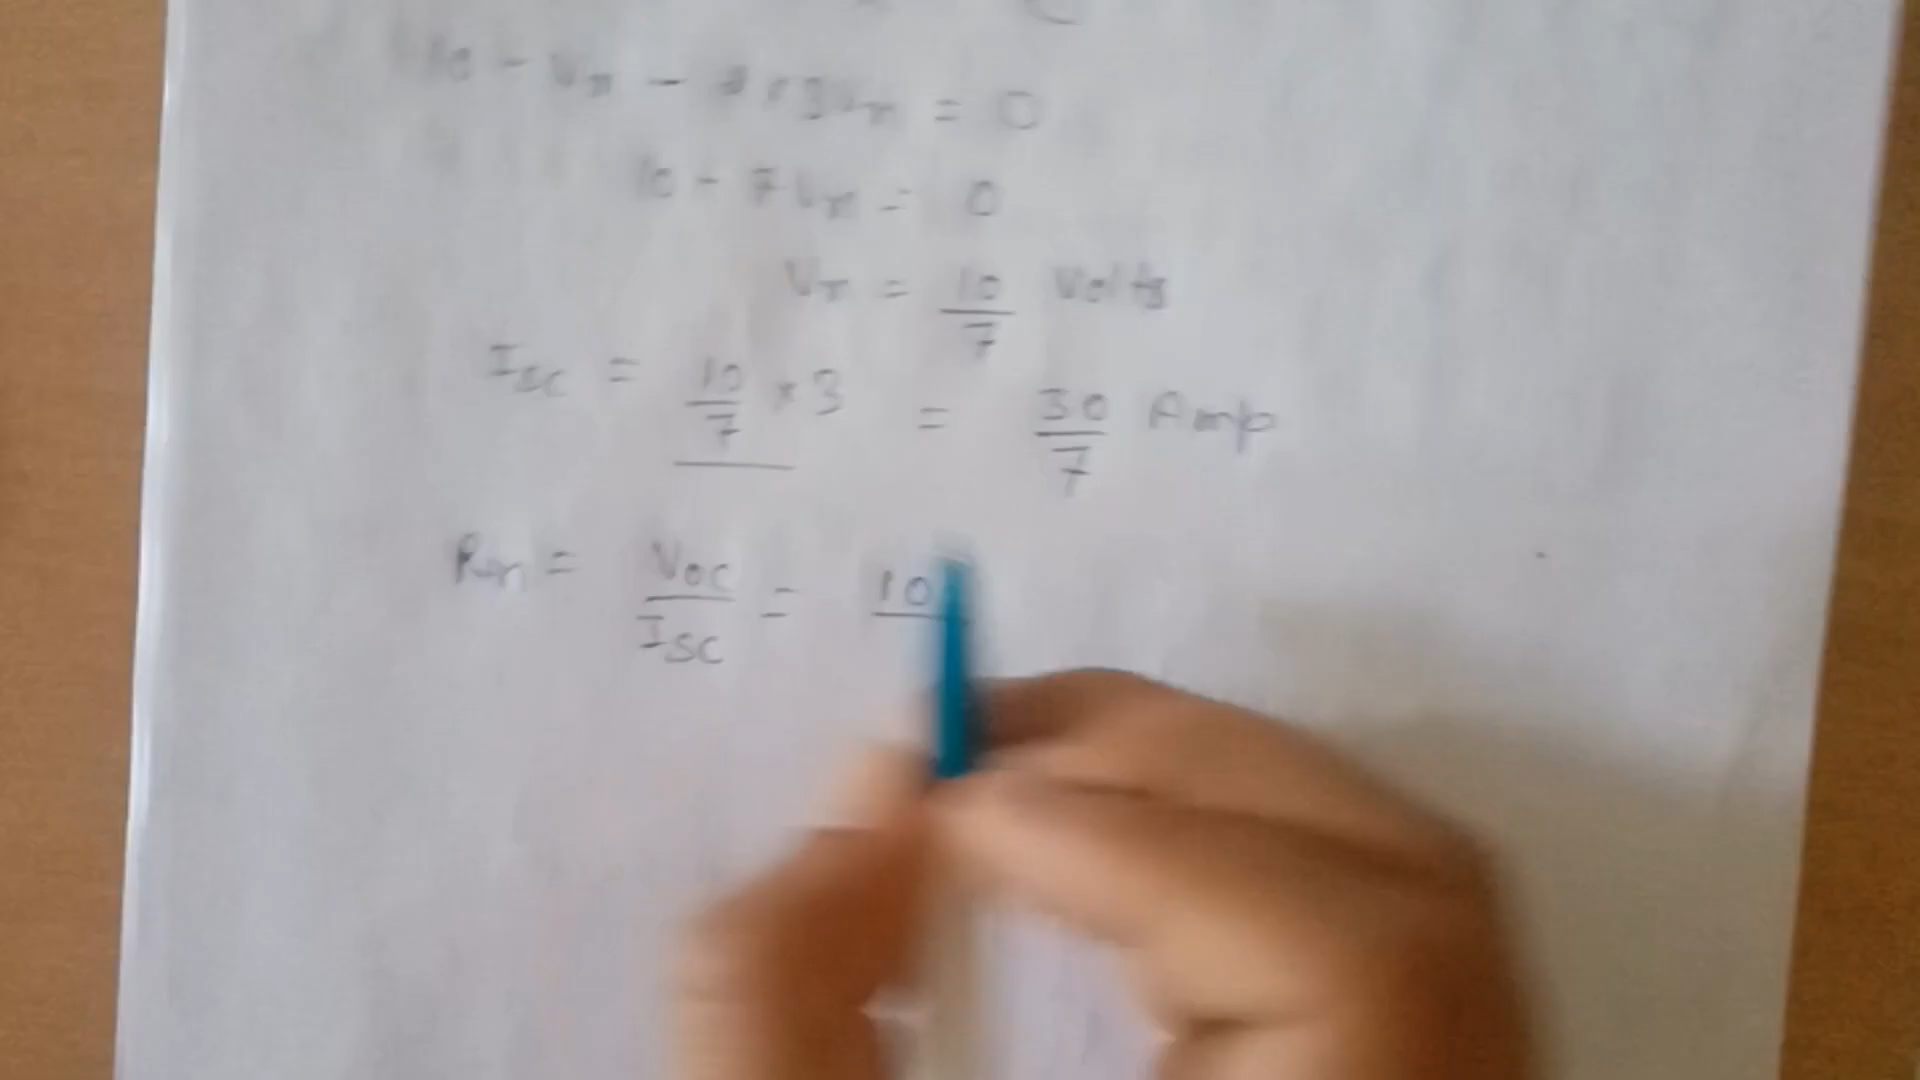 10 - Vx - 2×3Vx = 0
10 - 7Vx = 0
Vx = 10/7 Volts
Isc = 10/7 × 3 = 30/7 Amp
Rth = Voc/Isc = 10